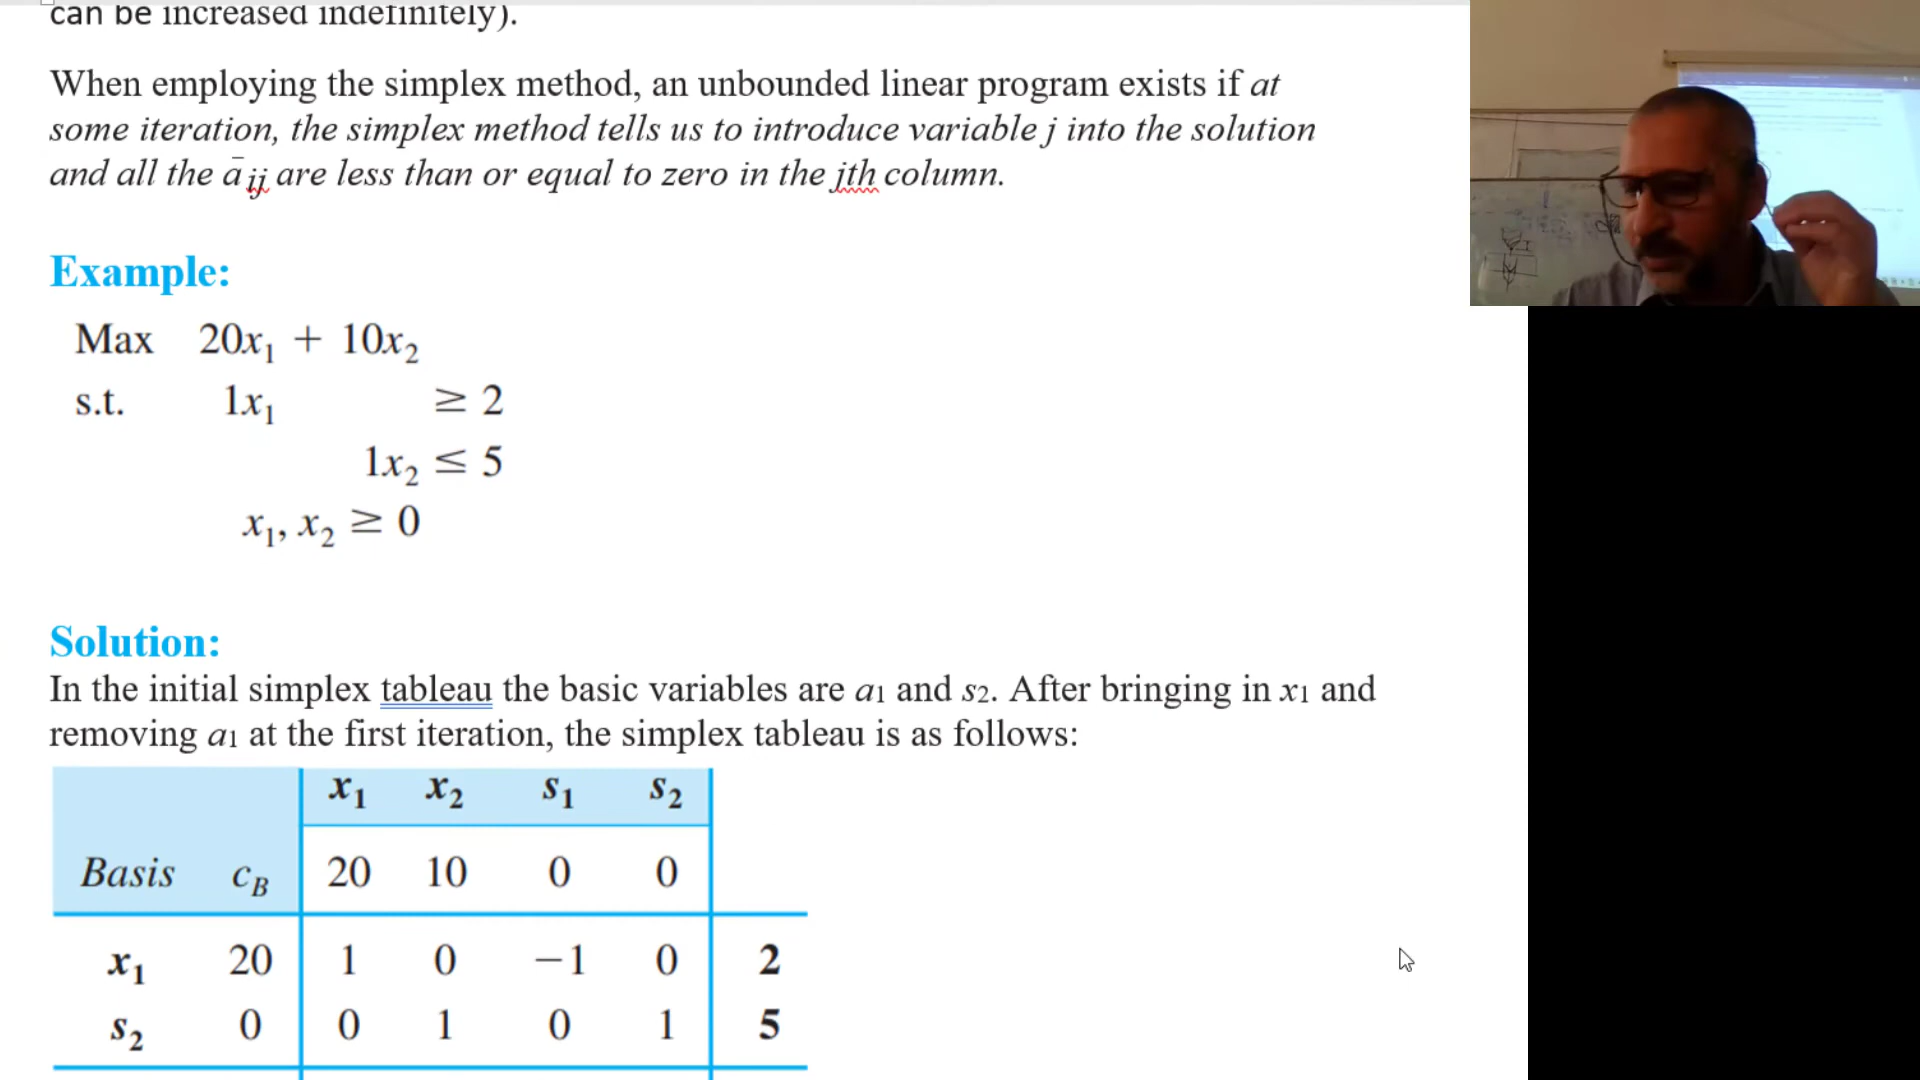 can be increased indefinitely).
When employing the simplex method, an unbounded linear program exists if at
some iteration, the simplex method tells us to introduce variable j into the solution
and all the a̅ij are less than or equal to zero in the jth column.
Example:
Max 20x₁ + 10x₂
s.t. 1x₁ ≥ 2
1x₂ ≤ 5
x₁, x₂ ≥ 0
Solution:
In the initial simplex tableau the basic variables are a1 and s2. After bringing in x1 and
removing a1 at the first iteration, the simplex tableau is as follows:
x₁ x₂ s₁ s₂
Basis c_B 20 10 0 0
x₁ 20 1 0 −1 0 2
s₂ 0 0 1 0 1 5